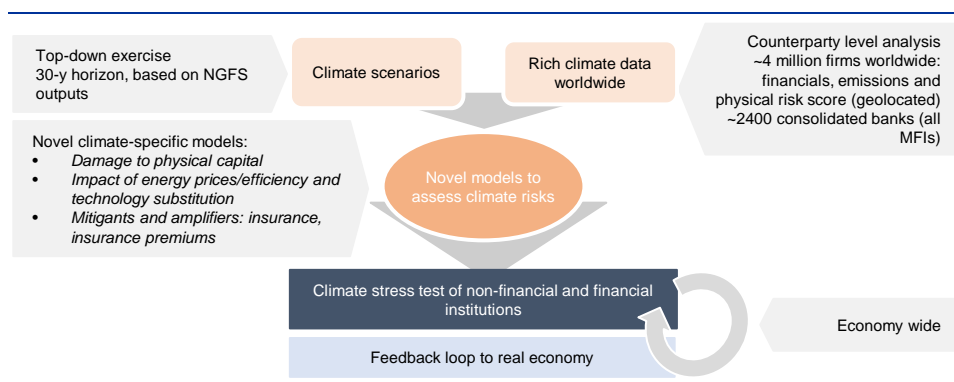 Top-down exercise
30-y horizon, based on NGFS
outputs
Climate scenarios
Rich climate data
worldwide
Counterparty level analysis
~4 million firms worldwide:
financials, emissions and
physical risk score (geolocated)
~2400 consolidated banks (all
MFIs)
Novel climate-specific models:
• Damage to physical capital
• Impact of energy prices/efficiency and
technology substitution
• Mitigants and amplifiers: insurance,
insurance premiums
Novel models to
assess climate risks
Climate stress test of non-financial and financial
institutions
Economy wide
Feedback loop to real economy